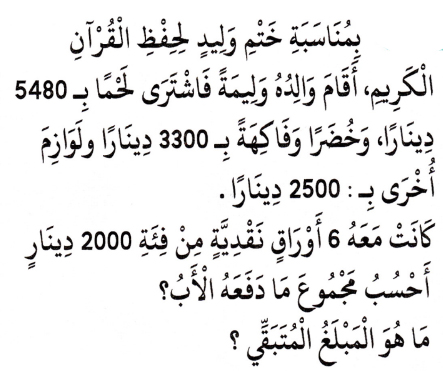 بِمُنَاسَبَةِ خَتْمِ وَلِيدٍ لِحِفْظِ الْقُرْآنِ
الْكَرِيمِ، أَقَامَ وَالِدُهُ وَلِيمَةً فَاشْتَرَى لَحْمًا بِـ 5480
دِينَارًا، وَخُضَرًا وَفَاكِهَةً بِـ 3300 دِينَارًا ولَوَازِمَ
أُخْرَى بِـ : 2500 دِينَارًا .
كَانَتْ مَعَهُ 6 أَوْرَاقٍ نَقْدِيَّةٍ مِنْ فِئَةِ 2000 دِينَارٍ
أَحْسُبُ مَجْمُوعَ مَا دَفَعَهُ الْأَبُ؟
مَا هُوَ الْمَبْلَغُ الْمُتَبَقِّي ؟